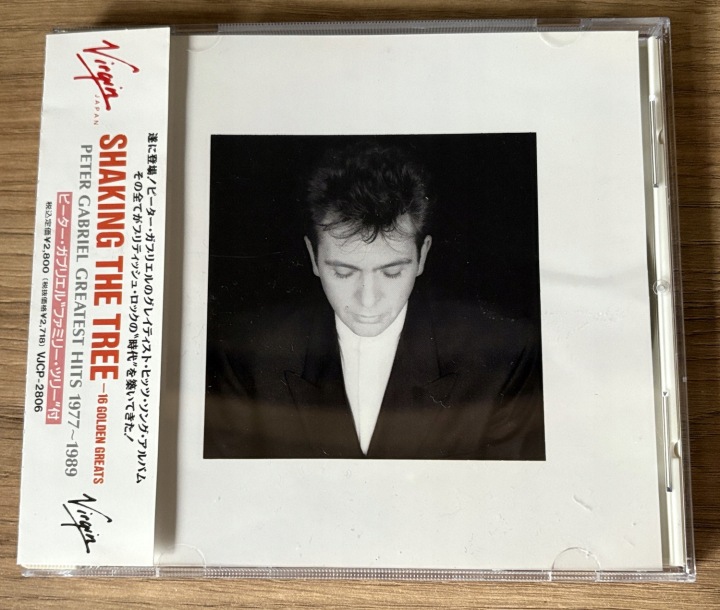 Virgin
JAPAN
遂に登場!ピーター・ガブリエルのグレイティスト・ヒッツ・ソング・アルバム
その全てがブリティッシュ・ロックの“時代”を築いてきた!
SHAKING THE TREE—16 GOLDEN GREATS
PETER GABRIEL GREATEST HITS 1977~1989
ピーター・ガブリエル“ファミリー・ツリー”付
税込定価¥2,800(税抜価格¥2,718) VJCP-2806
Virgin